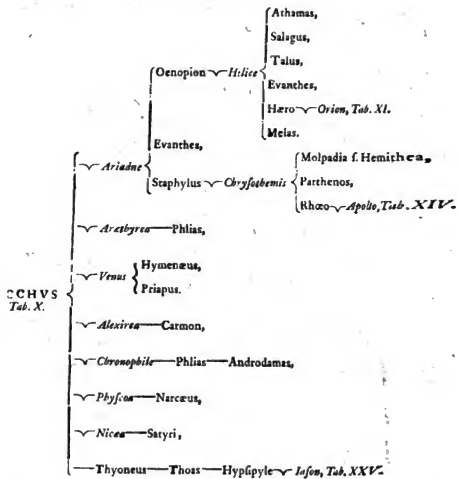 Athamas,
Salagus,
Talus,
Oenopion Helice Evanthes,
Hæro Orion, Tab. XI.
Melas.
Evanthes,
Ariadne
Molpadia ſ. Hemithea,
Staphylus Chryſothemis Parthenos,
Rhœo Apollo, Tab. XIV.
Aræthyrea Phlias,
Hymenæus,
Venus
Priapus.
CCHVS
Tab. X.
Alexirea Carmon,
Chronophile Phlias Androdamas,
Phyſcoa Narcæus,
Nicæa Satyri,
Thyoneus Thoas Hypſipyle Iaſon, Tab. XXV.